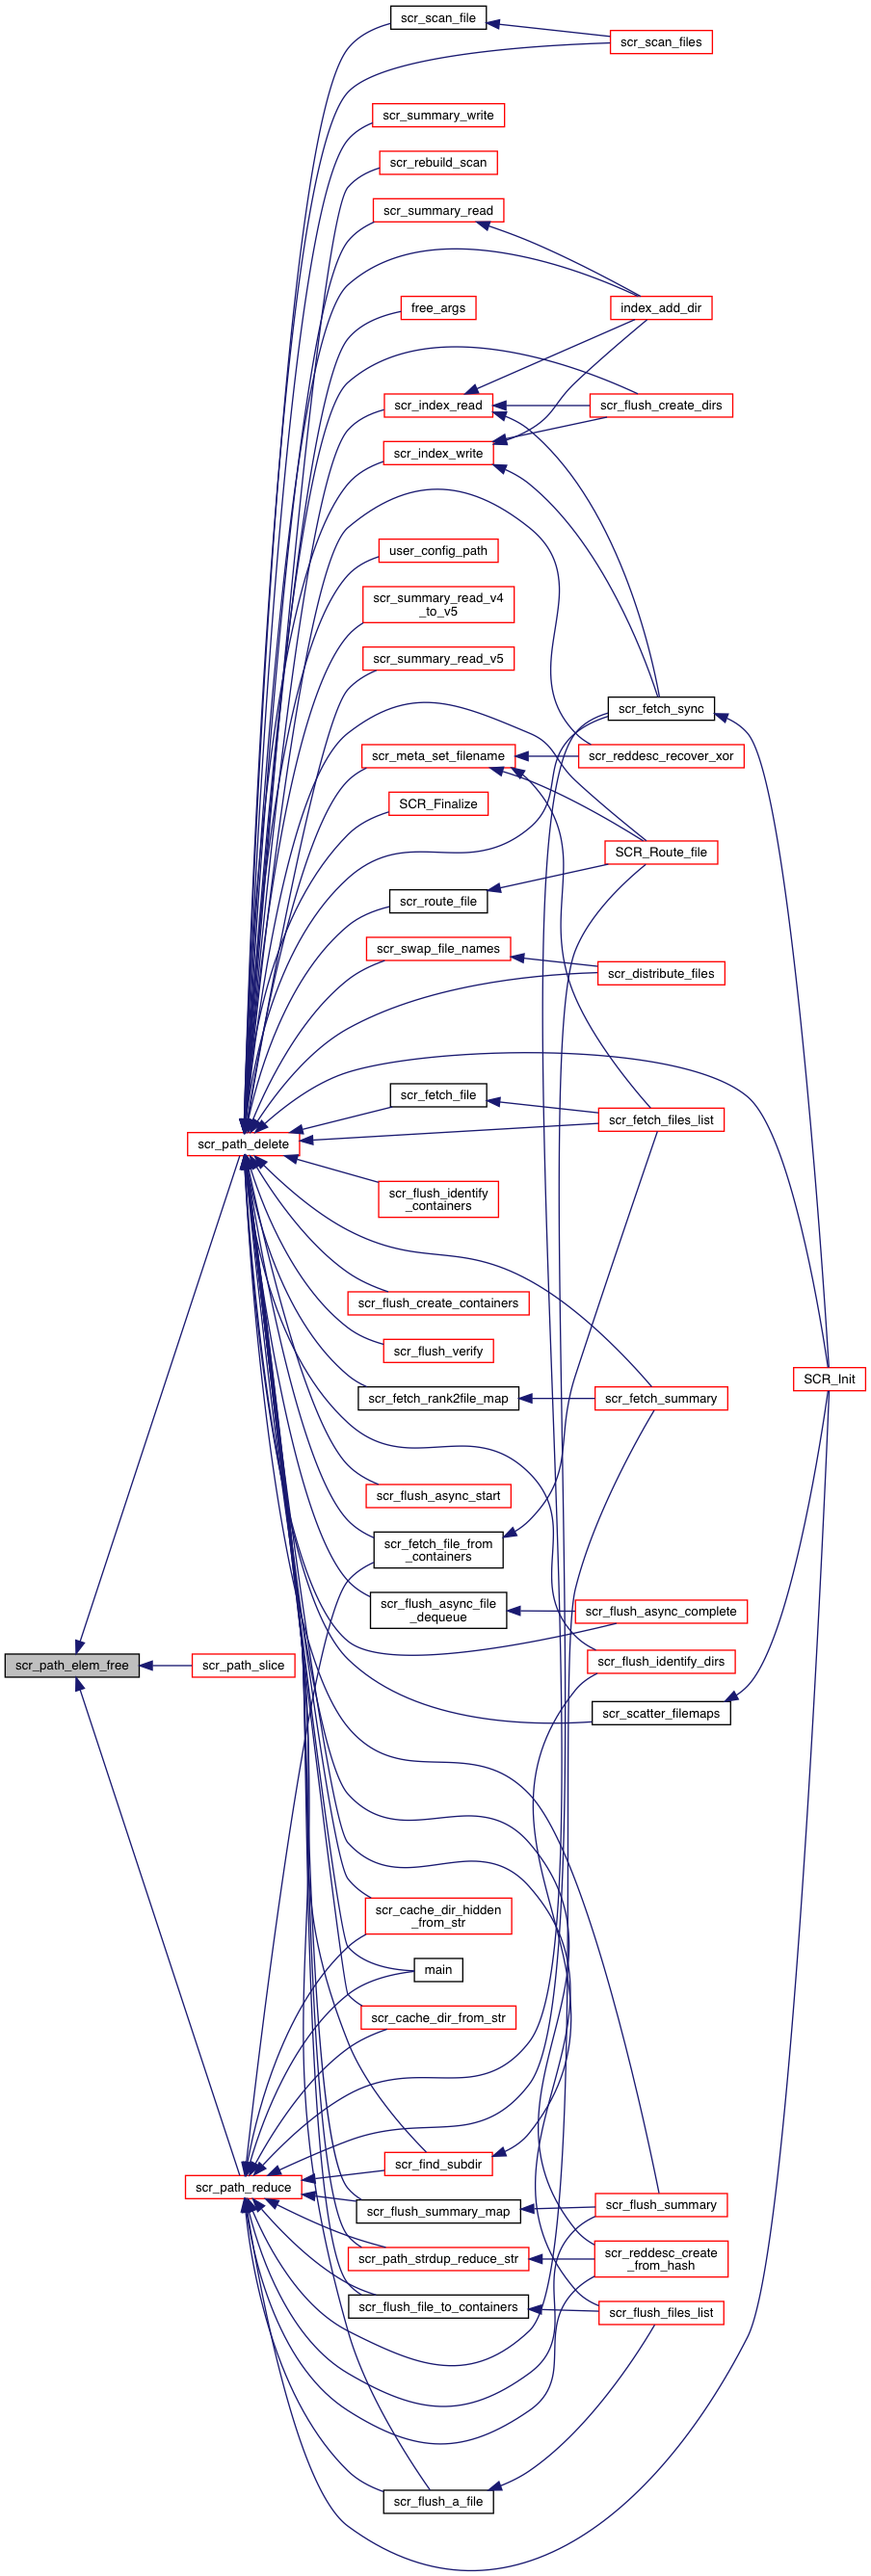 scr_scan_file
scr_scan_files
scr_summary_write
scr_rebuild_scan
scr_summary_read
free_args
index_add_dir
scr_index_read
scr_flush_create_dirs
scr_index_write
user_config_path
scr_summary_read_v4
_to_v5
scr_summary_read_v5
scr_fetch_sync
scr_meta_set_filename
scr_reddesc_recover_xor
SCR_Finalize
SCR_Route_file
scr_route_file
scr_swap_file_names
scr_distribute_files
scr_fetch_file
scr_fetch_files_list
scr_path_delete
scr_flush_identify
_containers
scr_flush_create_containers
scr_flush_verify
SCR_Init
scr_fetch_rank2file_map
scr_fetch_summary
scr_flush_async_start
scr_fetch_file_from
_containers
scr_flush_async_file
_dequeue
scr_flush_async_complete
scr_path_elem_free
scr_path_slice
scr_flush_identify_dirs
scr_scatter_filemaps
scr_cache_dir_hidden
_from_str
main
scr_cache_dir_from_str
scr_find_subdir
scr_path_reduce
scr_flush_summary_map
scr_flush_summary
scr_path_strdup_reduce_str
scr_reddesc_create
_from_hash
scr_flush_file_to_containers
scr_flush_files_list
scr_flush_a_file